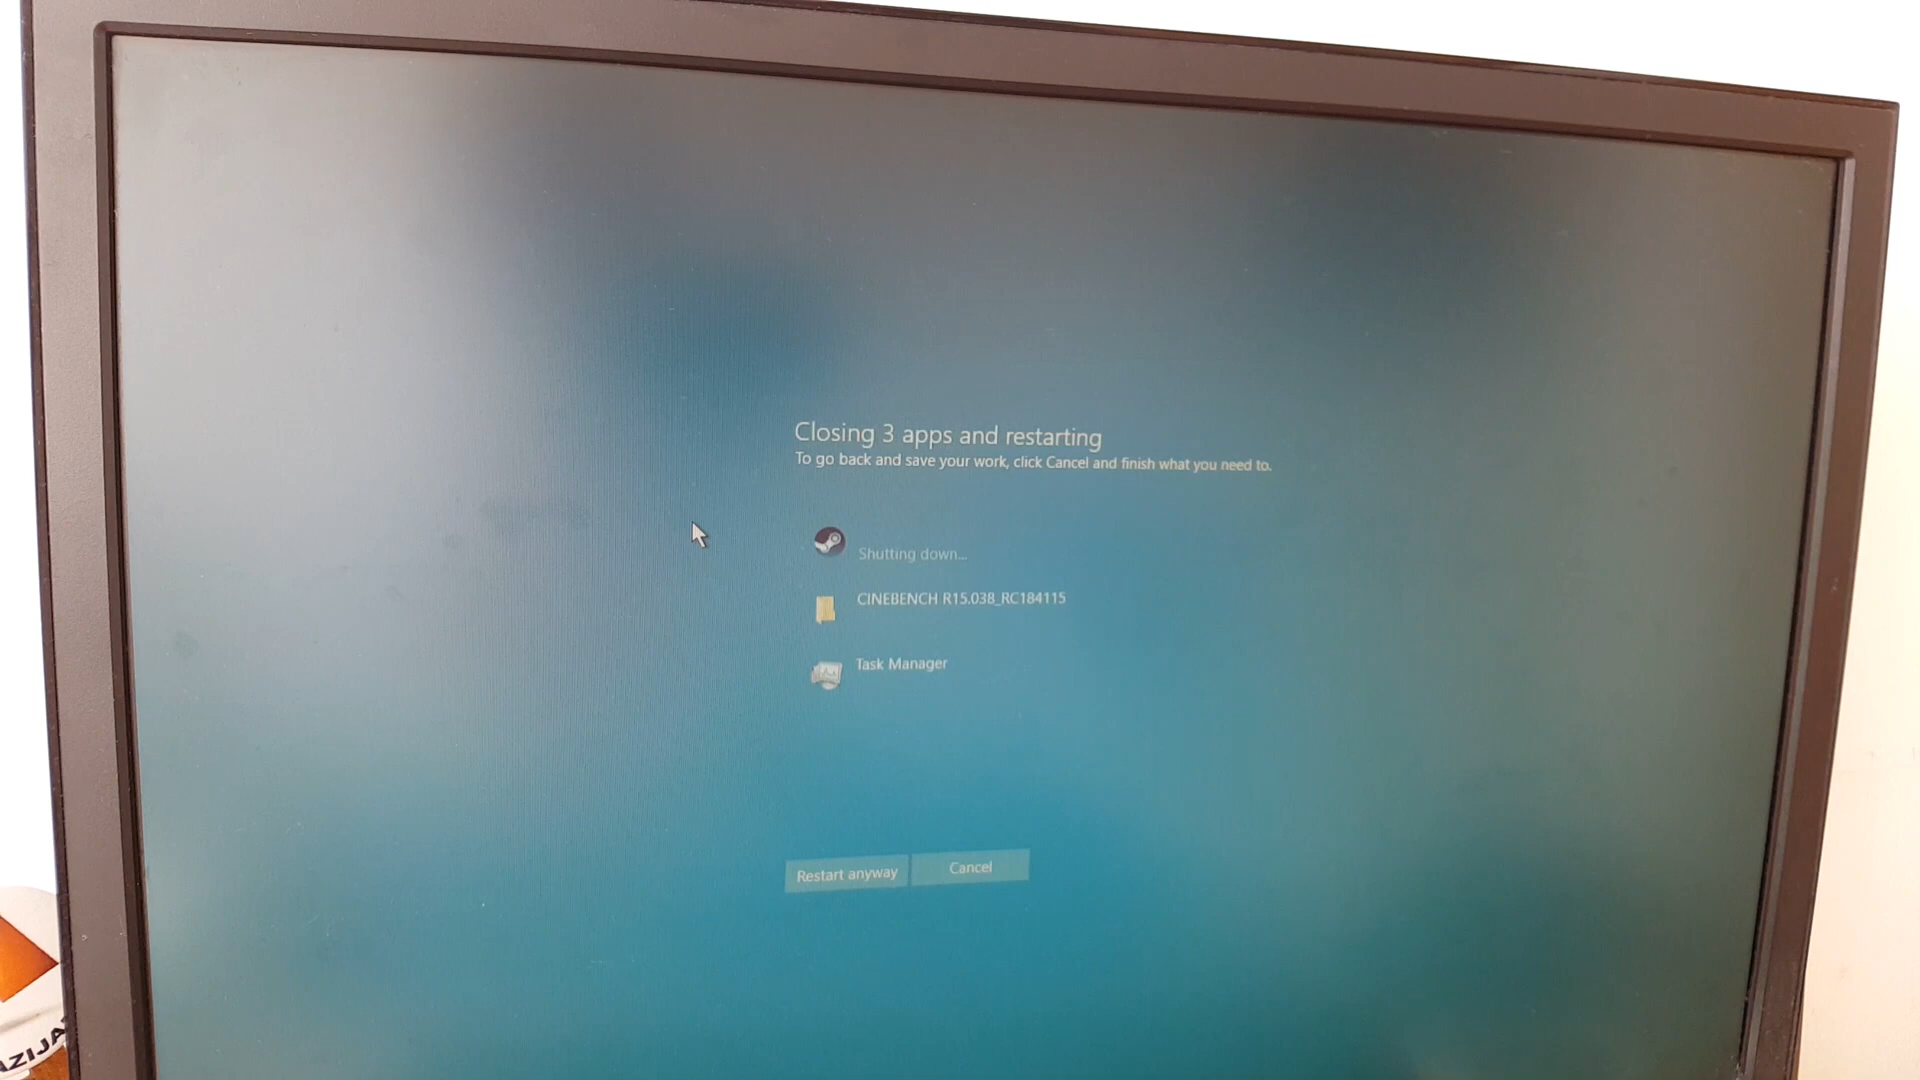 Closing 3 apps and restarting
To go back and save your work, click Cancel and finish what you need to.
Shutting down...
CINEBENCH R15.038_RC184115
Task Manager
Restart anyway
Cancel